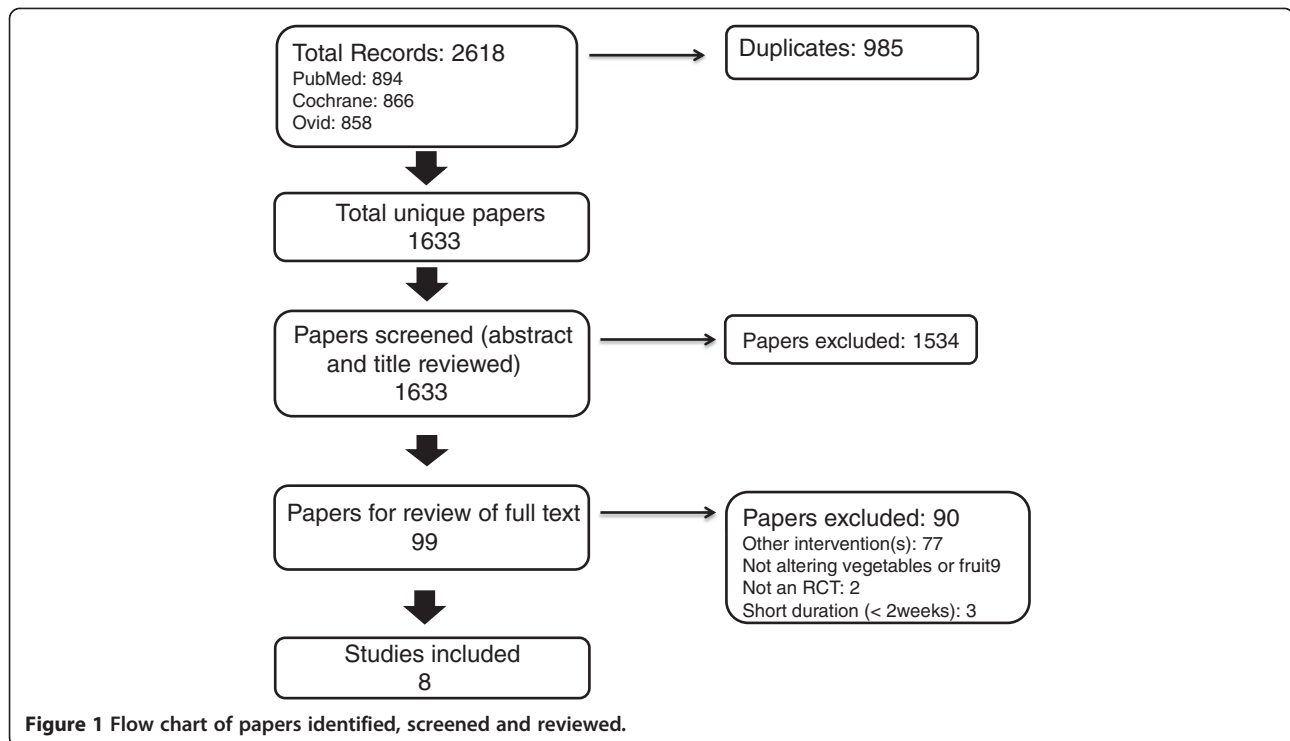 Total Records: 2618
PubMed: 894
Cochrane: 866
Ovid: 858
Duplicates: 985
Total unique papers
1633
Papers screened (abstract
and title reviewed)
1633
Papers excluded: 1534
Papers for review of full text
99
Papers excluded: 90
Other intervention(s): 77
Not altering vegetables or fruit9
Not an RCT: 2
Short duration (< 2weeks): 3
Studies included
8
Figure 1 Flow chart of papers identified, screened and reviewed.